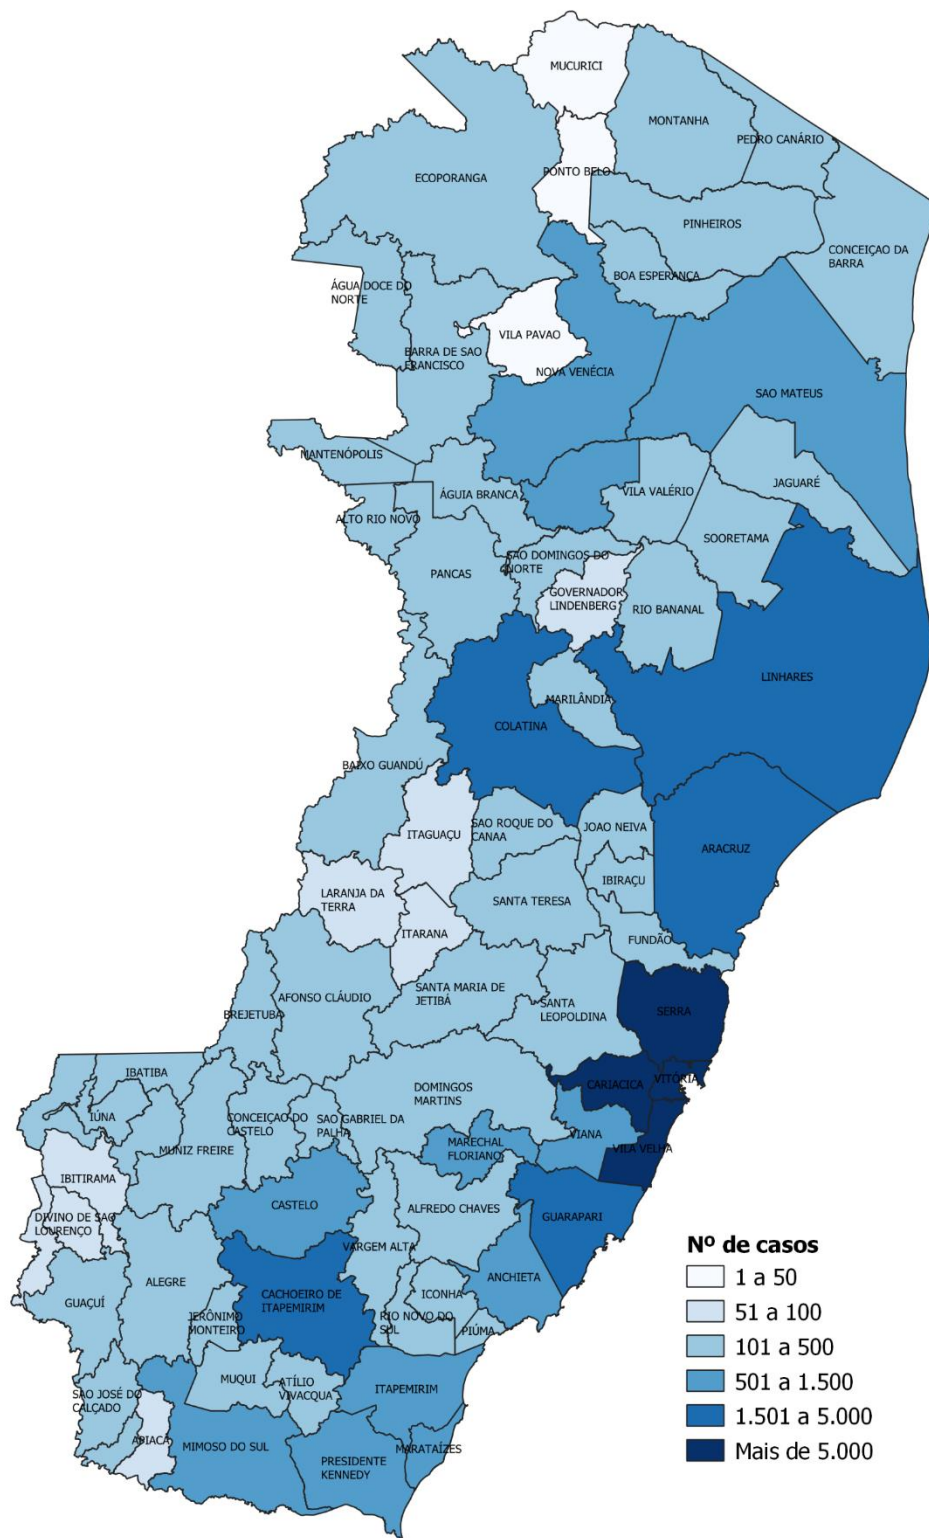 MUCURICI
MONTANHA
PEDRO CANÁRIO
ECOPORANGA
PONTO BELO
PINHEIROS
CONCEIÇAO DA
BARRA
BOA ESPERANÇA
ÁGUA DOCE DO
NORTE
VILA PAVAO
BARRA DE SAO
FRANCISCO
NOVA VENÉCIA
SAO MATEUS
MANTENÓPOLIS
ÁGUIA BRANCA
VILA VALÉRIO
JAGUARÉ
ALTO RIO NOVO
SOORETAMA
SAO DOMINGOS DO
NORTE
PANCAS
GOVERNADOR
LINDENBERG
RIO BANANAL
LINHARES
MARILÂNDIA
COLATINA
BAIXO GUANDÚ
ITAGUAÇU
SAO ROQUE DO
CANAA
JOAO NEIVA
ARACRUZ
IBIRAÇU
LARANJA DA
TERRA
SANTA TERESA
ITARANA
FUNDÃO
AFONSO CLÁUDIO
SANTA MARIA DE
JETIBÁ
SANTA
LEOPOLDINA
SERRA
BREJETUBA
IBATIBA
CARIACICA
VITÓRIA
DOMINGOS
MARTINS
IÚNA
CONCEIÇAO DO
CASTELO
SAO GABRIEL DA
PALHA
VIANA
MUNIZ FREIRE
MARECHAL
FLORIANO
VILA VELHA
IBITIRAMA
CASTELO
ALFREDO CHAVES
GUARAPARI
DIVINO DE SAO
LOURENÇO
VARGEM ALTA
ALEGRE
ANCHIETA
GUAÇUÍ
CACHOEIRO DE
ITAPEMIRIM
ICONHA
JERÔNIMO
MONTEIRO
RIO NOVO DO
SUL
PIÚMA
MUQUI
ATÍLIO
VIVACQUA
ITAPEMIRIM
SAO JOSÉ DO
CALÇADO
APIACÁ
MIMOSO DO SUL
MARATAÍZES
PRESIDENTE
KENNEDY
Nº de casos
1 a 50
51 a 100
101 a 500
501 a 1.500
1.501 a 5.000
Mais de 5.000